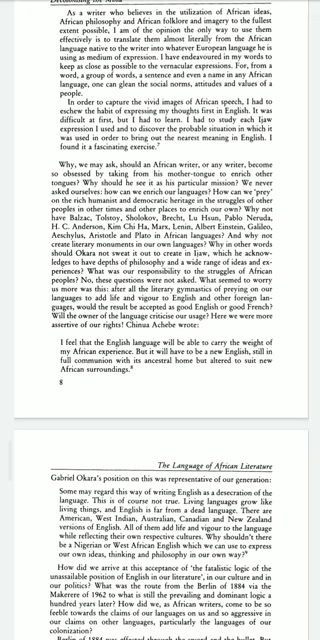 Decolonising the Mind
As a writer who believes in the utilization of African ideas,
African philosophy and African folklore and imagery to the fullest
extent possible, I am of the opinion the only way to use them
effectively is to translate them almost literally from the African
language native to the writer into whatever European language he is
using as medium of expression. I have endeavoured in my words to
keep as close as possible to the vernacular expressions. For, from a
word, a group of words, a sentence and even a name in any African
language, one can glean the social norms, attitudes and values of a
people.
In order to capture the vivid images of African speech, I had to
eschew the habit of expressing my thoughts first in English. It was
difficult at first, but I had to learn. I had to study each Ijaw
expression I used and to discover the probable situation in which it
was used in order to bring out the nearest meaning in English. I
found it a fascinating exercise.7
Why, we may ask, should an African writer, or any writer, become
so obsessed by taking from his mother-tongue to enrich other
tongues? Why should he see it as his particular mission? We never
asked ourselves: how can we enrich our languages? How can we 'prey'
on the rich humanist and democratic heritage in the struggles of other
peoples in other times and other places to enrich our own? Why not
have Balzac, Tolstoy, Sholokov, Brecht, Lu Hsun, Pablo Neruda,
H. C. Anderson, Kim Chi Ha, Marx, Lenin, Albert Einstein, Galileo,
Aeschylus, Aristotle and Plato in African languages? And why not
create literary monuments in our own languages? Why in other words
should Okara not sweat it out to create in Ijaw, which he acknow-
ledges to have depths of philosophy and a wide range of ideas and ex-
periences? What was our responsibility to the struggles of African
peoples? No, these questions were not asked. What seemed to worry
us more was this: after all the literary gymnastics of preying on our
languages to add life and vigour to English and other foreign lan-
guages, would the result be accepted as good English or good French?
Will the owner of the language criticise our usage? Here we were more
assertive of our rights! Chinua Achebe wrote:
I feel that the English language will be able to carry the weight of
my African experience. But it will have to be a new English, still in
full communion with its ancestral home but altered to suit new
African surroundings.8
8
The Language of African Literature
Gabriel Okara's position on this was representative of our generation:
Some may regard this way of writing English as a desecration of the
language. This is of course not true. Living languages grow like
living things, and English is far from a dead language. There are
American, West Indian, Australian, Canadian and New Zealand
versions of English. All of them add life and vigour to the language
while reflecting their own respective cultures. Why shouldn't there
be a Nigerian or West African English which we can use to express
our own ideas, thinking and philosophy in our own way?9
How did we arrive at this acceptance of 'the fatalistic logic of the
unassailable position of English in our literature', in our culture and in
our politics? What was the route from the Berlin of 1884 via the
Makerere of 1962 to what is still the prevailing and dominant logic a
hundred years later? How did we, as African writers, come to be so
feeble towards the claims of our languages on us and so aggressive in
our claims on other languages, particularly the languages of our
colonization?
Berlin of 1884 was effected through the sword and the bullet. But